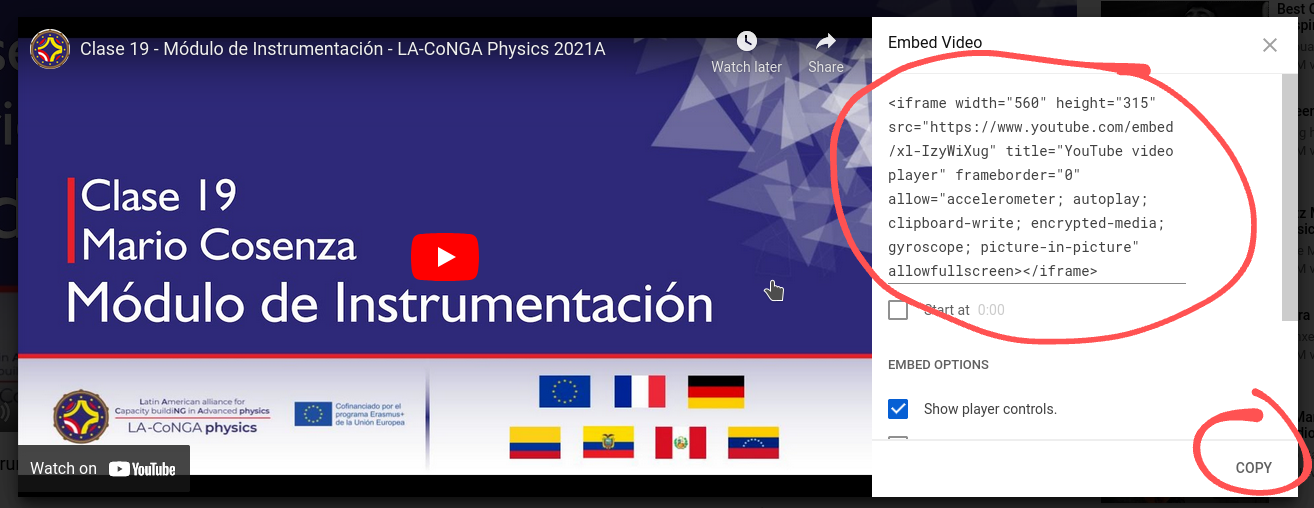 Clase 19 - Módulo de Instrumentación - LA-CoNGA Physics 2021A
Watch later
Share
Clase 19
Mario Cosenza
Módulo de Instrumentación
Latin American alliance for
Capacity buildiNG in Advanced physics
LA-CoNGA physics
Cofinanciado por el
programa Erasmus+
de la Unión Europea
Watch on YouTube
Embed Video
<iframe width="560" height="315"
src="https://www.youtube.com/embed
/xl-IzyWiXug" title="YouTube video
player" frameborder="0"
allow="accelerometer; autoplay;
clipboard-write; encrypted-media;
gyroscope; picture-in-picture"
allowfullscreen></iframe>
Start at 0:00
EMBED OPTIONS
Show player controls.
COPY